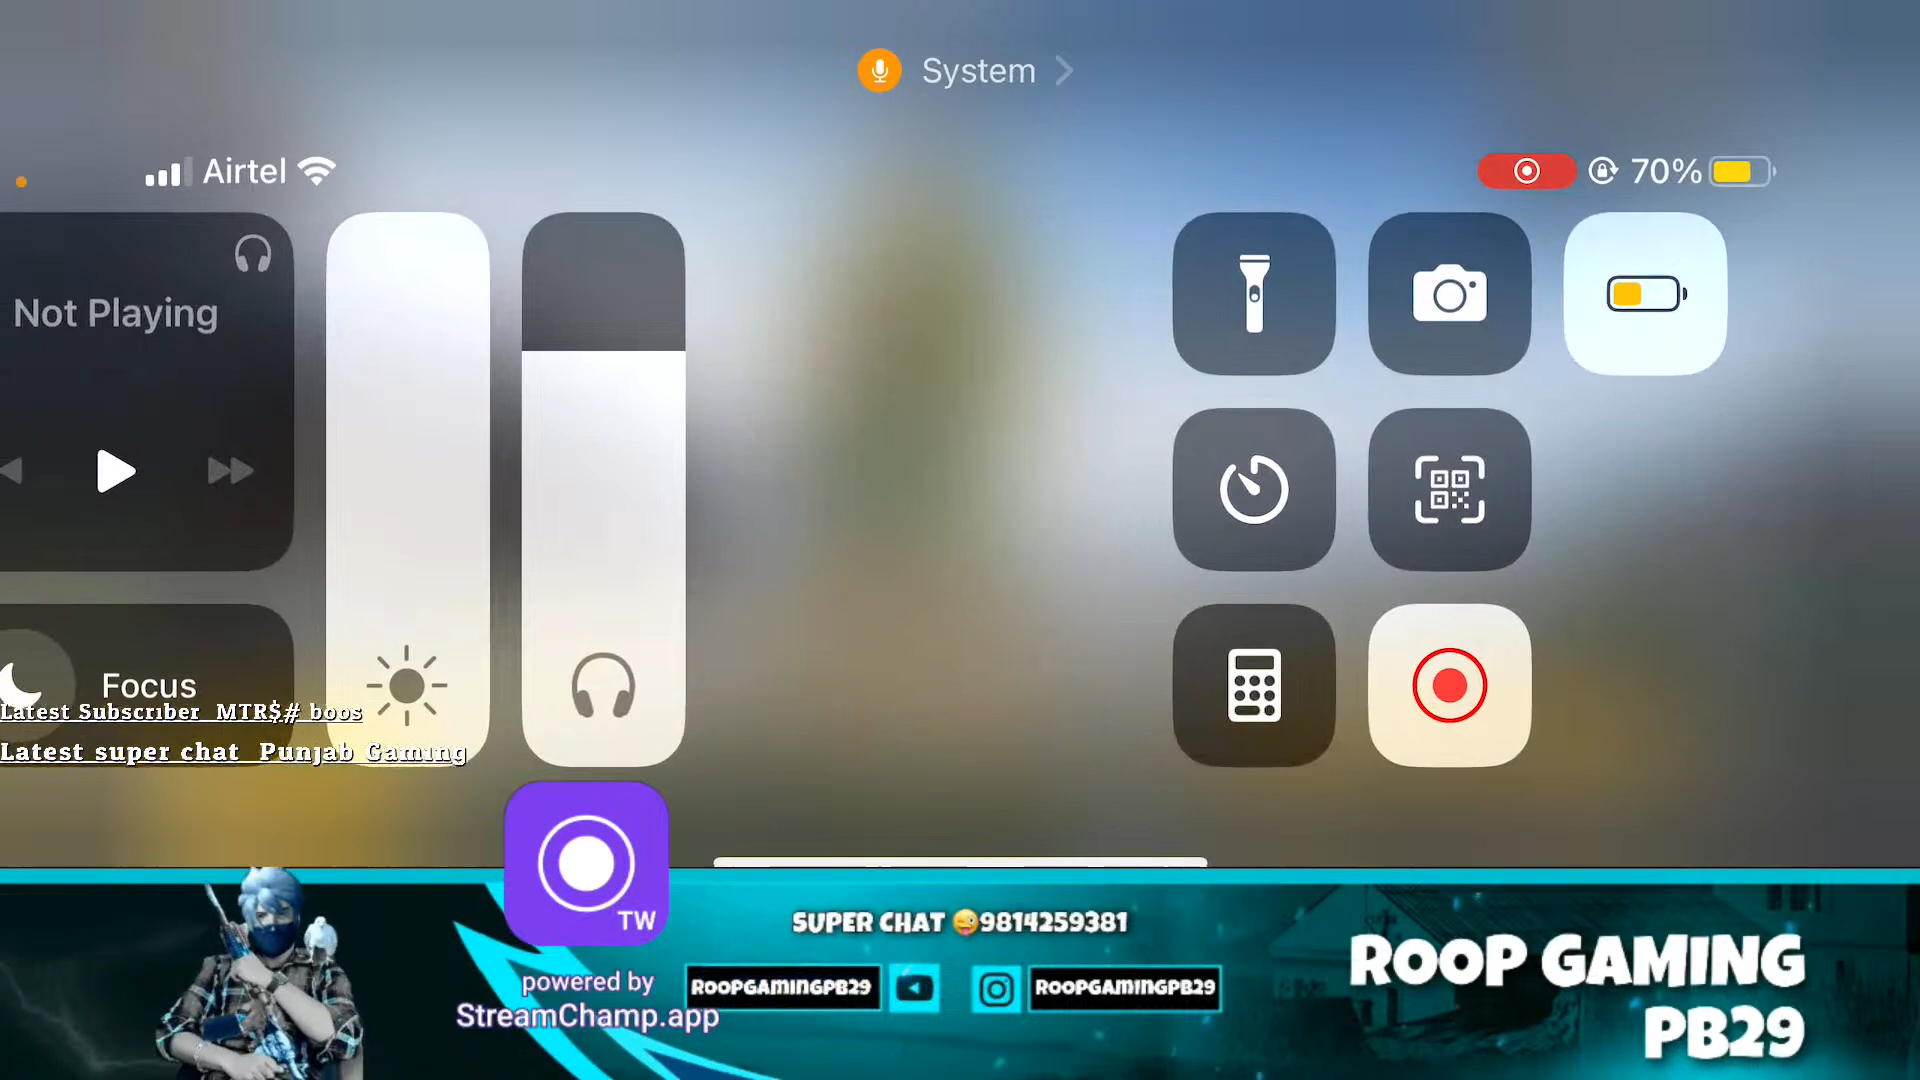 System
Airtel
70%
Not Playing
Focus
Latest Subscriber MTR$# boos
Latest super chat Punjab Gaming
TW
powered by
StreamChamp.app
SUPER CHAT 😜9814259381
ROOPGAMINGPB29
ROOPGAMINGPB29
ROOP GAMING
PB29